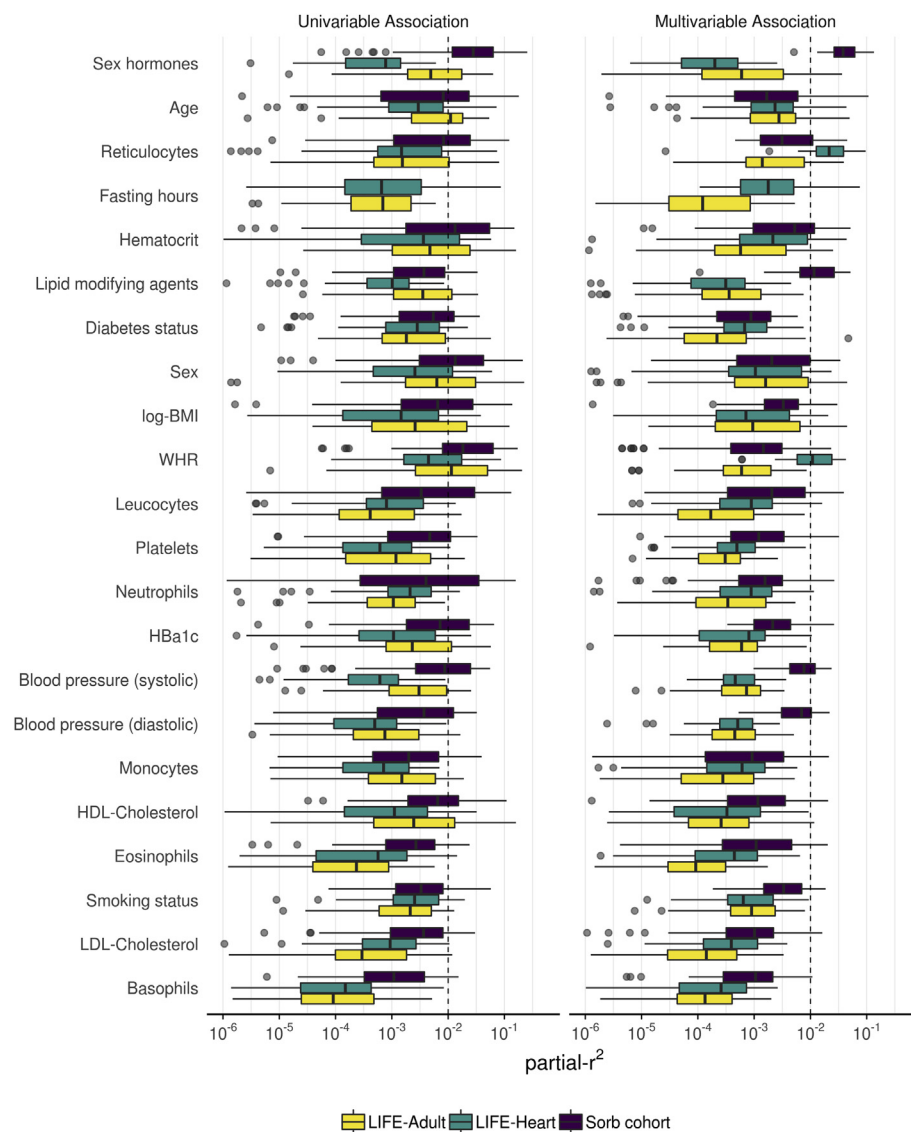 Univariable Association Multivariable Association
Sex hormones
Age
Reticulocytes
Fasting hours
Hematocrit
Lipid modifying agents
Diabetes status
Sex
log-BMI
WHR
Leucocytes
Platelets
Neutrophils
HBa1c
Blood pressure (systolic)
Blood pressure (diastolic)
Monocytes
HDL-Cholesterol
Eosinophils
Smoking status
LDL-Cholesterol
Basophils
10⁻⁶ 10⁻⁵ 10⁻⁴ 10⁻³ 10⁻² 10⁻¹ 10⁻⁶ 10⁻⁵ 10⁻⁴ 10⁻³ 10⁻² 10⁻¹
partial-r²
LIFE-Adult LIFE-Heart Sorb cohort